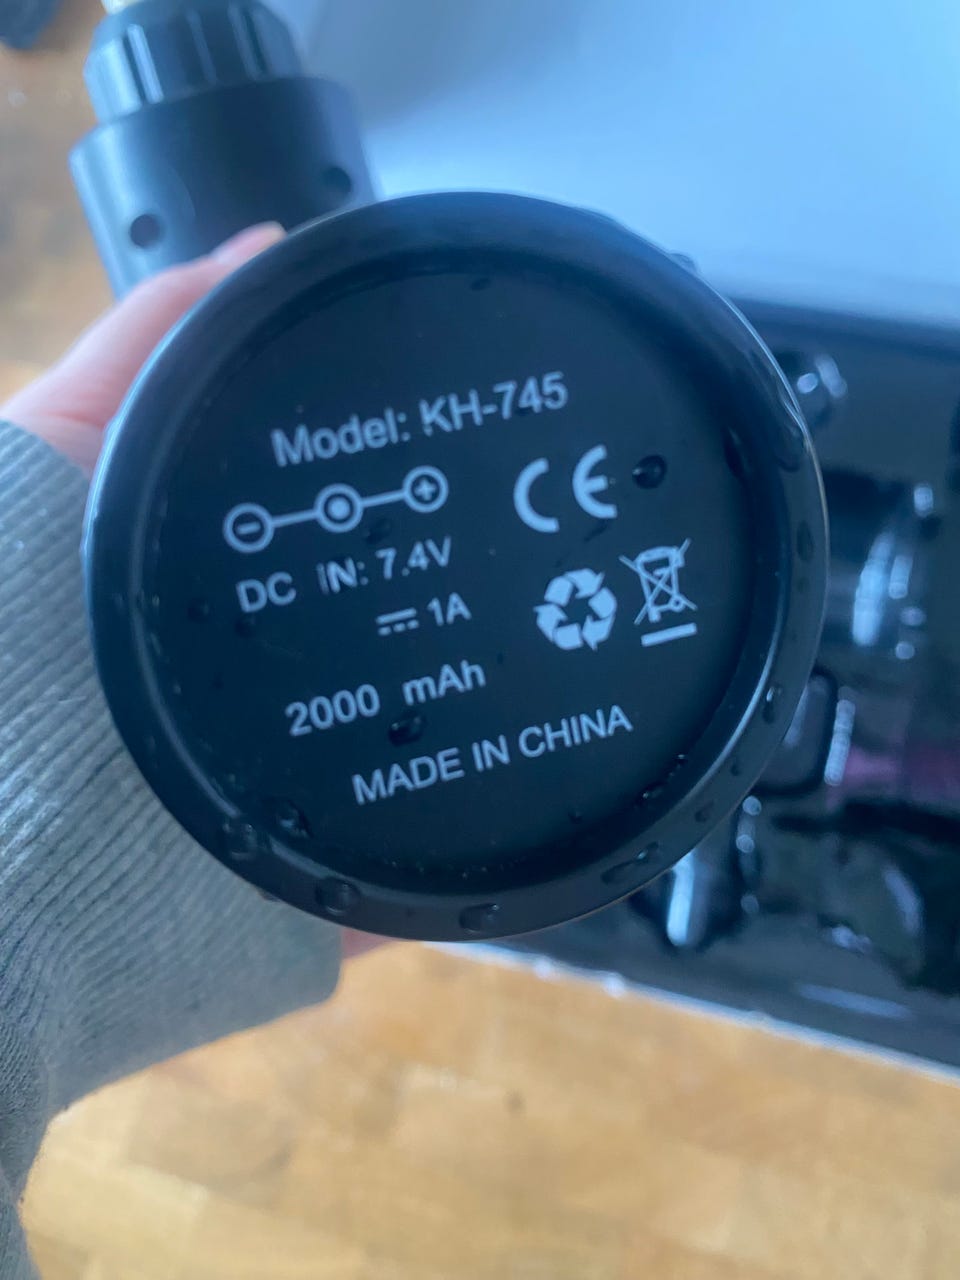 Model: KH-745
CE
DC IN: 7.4V
1A
2000 mAh
MADE IN CHINA